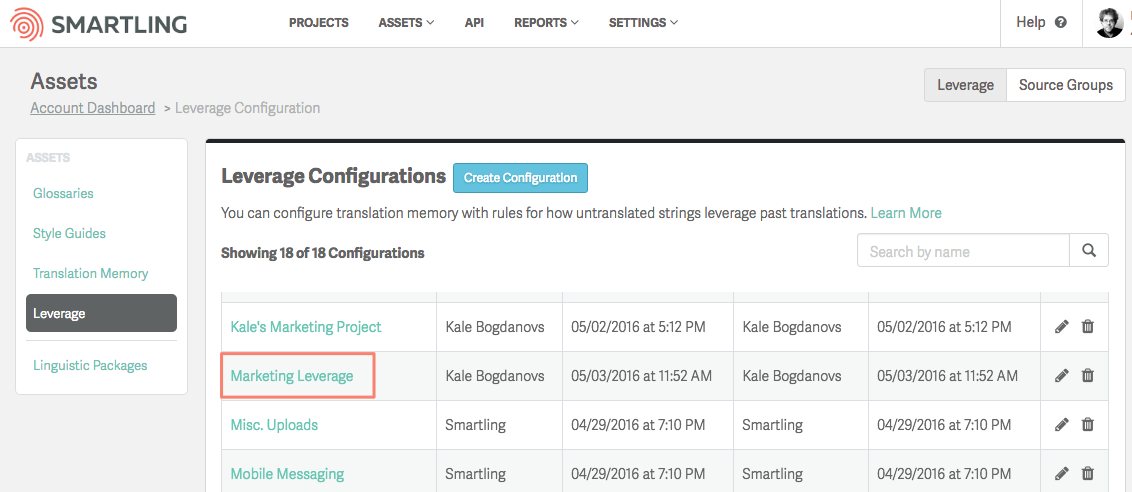 SMARTLING PROJECTS ASSETS API REPORTS SETTINGS Help
Assets
Account Dashboard > Leverage Configuration
Leverage Source Groups
ASSETS
Glossaries
Style Guides
Translation Memory
Leverage
Linguistic Packages
Leverage Configurations Create Configuration
You can configure translation memory with rules for how untranslated strings leverage past translations. Learn More
Showing 18 of 18 Configurations Search by name
Kale's Marketing Project Kale Bogdanovs 05/02/2016 at 5:12 PM Kale Bogdanovs 05/02/2016 at 5:12 PM
Marketing Leverage Kale Bogdanovs 05/03/2016 at 11:52 AM Kale Bogdanovs 05/03/2016 at 11:52 AM
Misc. Uploads Smartling 04/29/2016 at 7:10 PM Smartling 04/29/2016 at 7:10 PM
Mobile Messaging Smartling 04/29/2016 at 7:10 PM Smartling 04/29/2016 at 7:10 PM